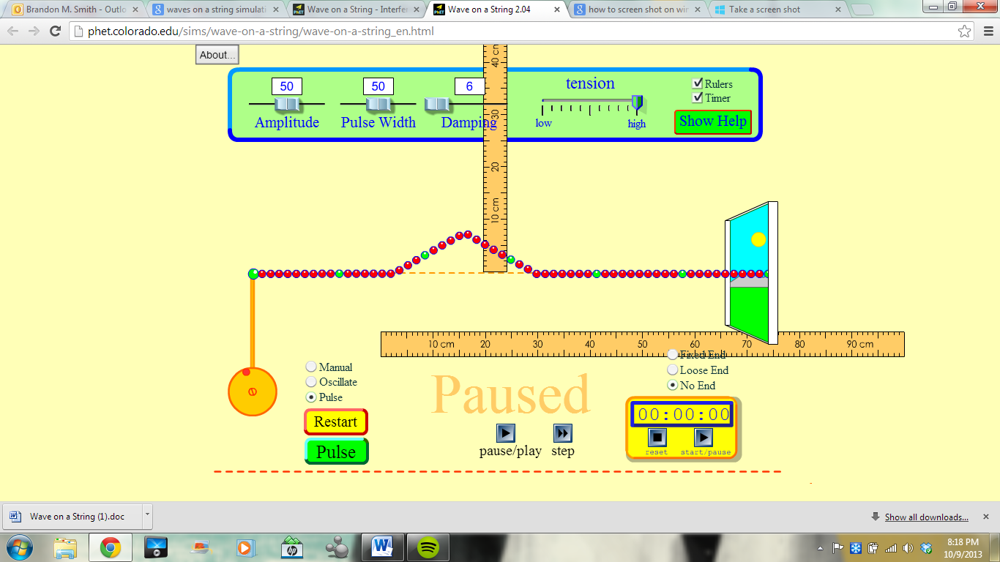 Brandon M. Smith - Outlo
waves on a string simulati
Wave on a String - Interfer
Wave on a String 2.04
how to screen shot on win
Take a screen shot
phet.colorado.edu/sims/wave-on-a-string/wave-on-a-string_en.html
About...
50
50
6
Amplitude
Pulse Width
Damping
tension
low
high
Rulers
Timer
Show Help
40 cm
30
20
10 cm
10 cm
20
30
40
50
60
70
80
90 cm
Manual
Oscillate
Pulse
Restart
Pulse
Paused
pause/play
step
Fixed End
Loose End
No End
00:00:00
reset
start/pause
Wave on a String (1).doc
Show all downloads...
8:18 PM
10/9/2013